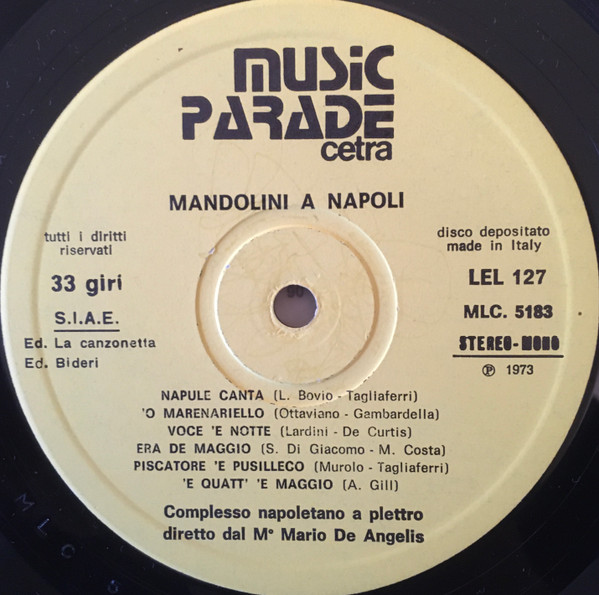 MUSIC
PARADE
cetra
MANDOLINI A NAPOLI
tutti i diritti
riservati
33 giri
S.I.A.E.
Ed. La canzonetta
Ed. Bideri
disco depositato
made in Italy
LEL 127
MLC. 5183
STEREO-MONO
℗ 1973
NAPULE CANTA (L. Bovio - Tagliaferri)
'O MARENARIELLO (Ottaviano - Gambardella)
VOCE 'E NOTTE (Lardini - De Curtis)
ERA DE MAGGIO (S. Di Giacomo - M. Costa)
PISCATORE 'E PUSILLECO (Murolo - Tagliaferri)
'E QUATT' 'E MAGGIO (A. Gill)
Complesso napoletano a plettro
diretto dal M° Mario De Angelis
MLC